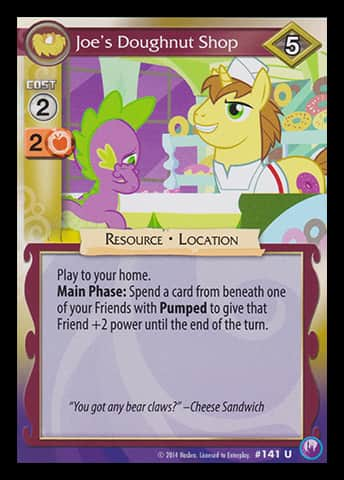 Joe's Doughnut Shop
5
COST
2
2
RESOURCE • LOCATION
Play to your home.
Main Phase: Spend a card from beneath one
of your Friends with Pumped to give that
Friend +2 power until the end of the turn.
"You got any bear claws?" –Cheese Sandwich
© 2014 Hasbro. Licensed to Enterplay. #141 U